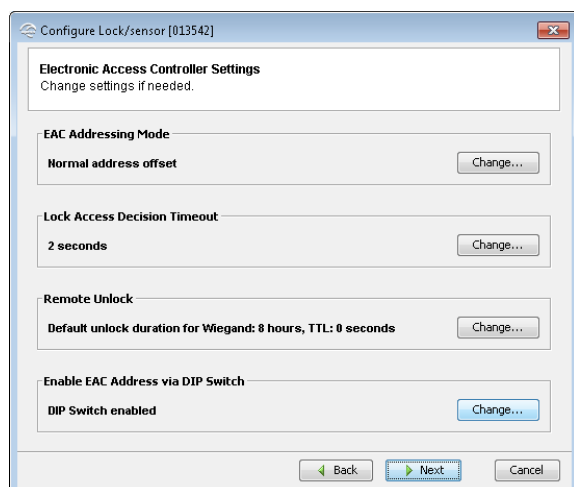 Configure Lock/sensor [013542]
Electronic Access Controller Settings
Change settings if needed.
EAC Addressing Mode
Normal address offset
Change...
Lock Access Decision Timeout
2 seconds
Change...
Remote Unlock
Default unlock duration for Wiegand: 8 hours, TTL: 0 seconds
Change...
Enable EAC Address via DIP Switch
DIP Switch enabled
Change...
Back
Next
Cancel